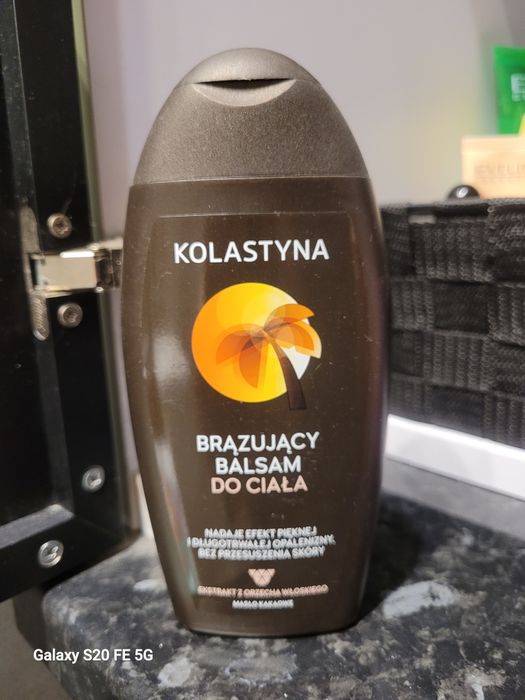 KOLASTYNA
BRĄZUJĄCY
BALSAM
DO CIAŁA
NADAJE EFEKT PIĘKNEJ
I DŁUGOTRWAŁEJ OPALENIZNY
BEZ PRZESUSZENIA SKÓRY
EKSTRAKT Z ORZECHA WŁOSKIEGO
MASŁO KAKAOWE
EVELINE
Galaxy S20 FE 5G